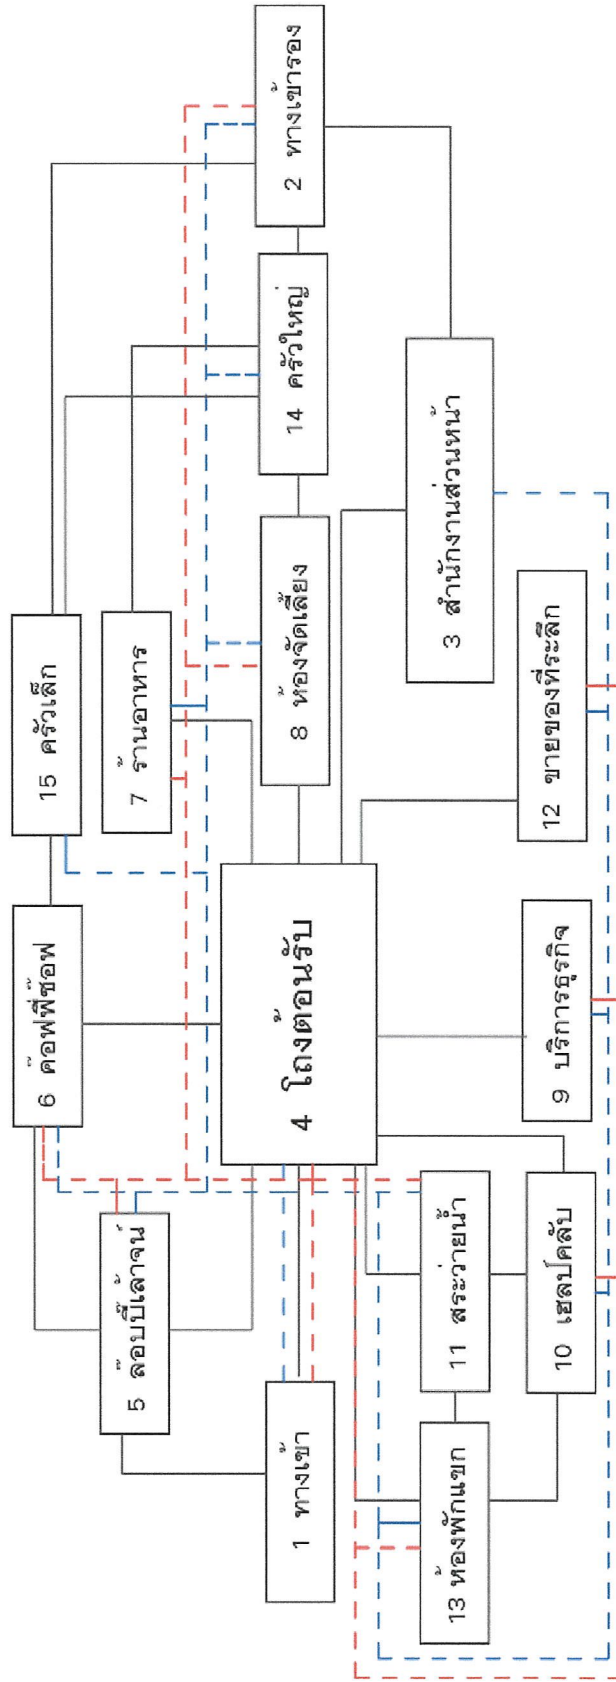 1 ทางเข้า
2 ทางเข้ารอง
3 สำนักงานส่วนหน้า
4 โถงต้อนรับ
5 ล๊อบบี้เล้าจน์
6 ค๊อฟฟี่ช๊อฟ
7 ร้านอาหาร
8 ห้องจัดเลี้ยง
9 บริการธุรกิจ
10 เฮลป์คลับ
11 สระว่ายน้ำ
12 ขายของที่ระลึก
13 ห้องพักแขก
14 ครัวใหญ่
15 ครัวเล็ก